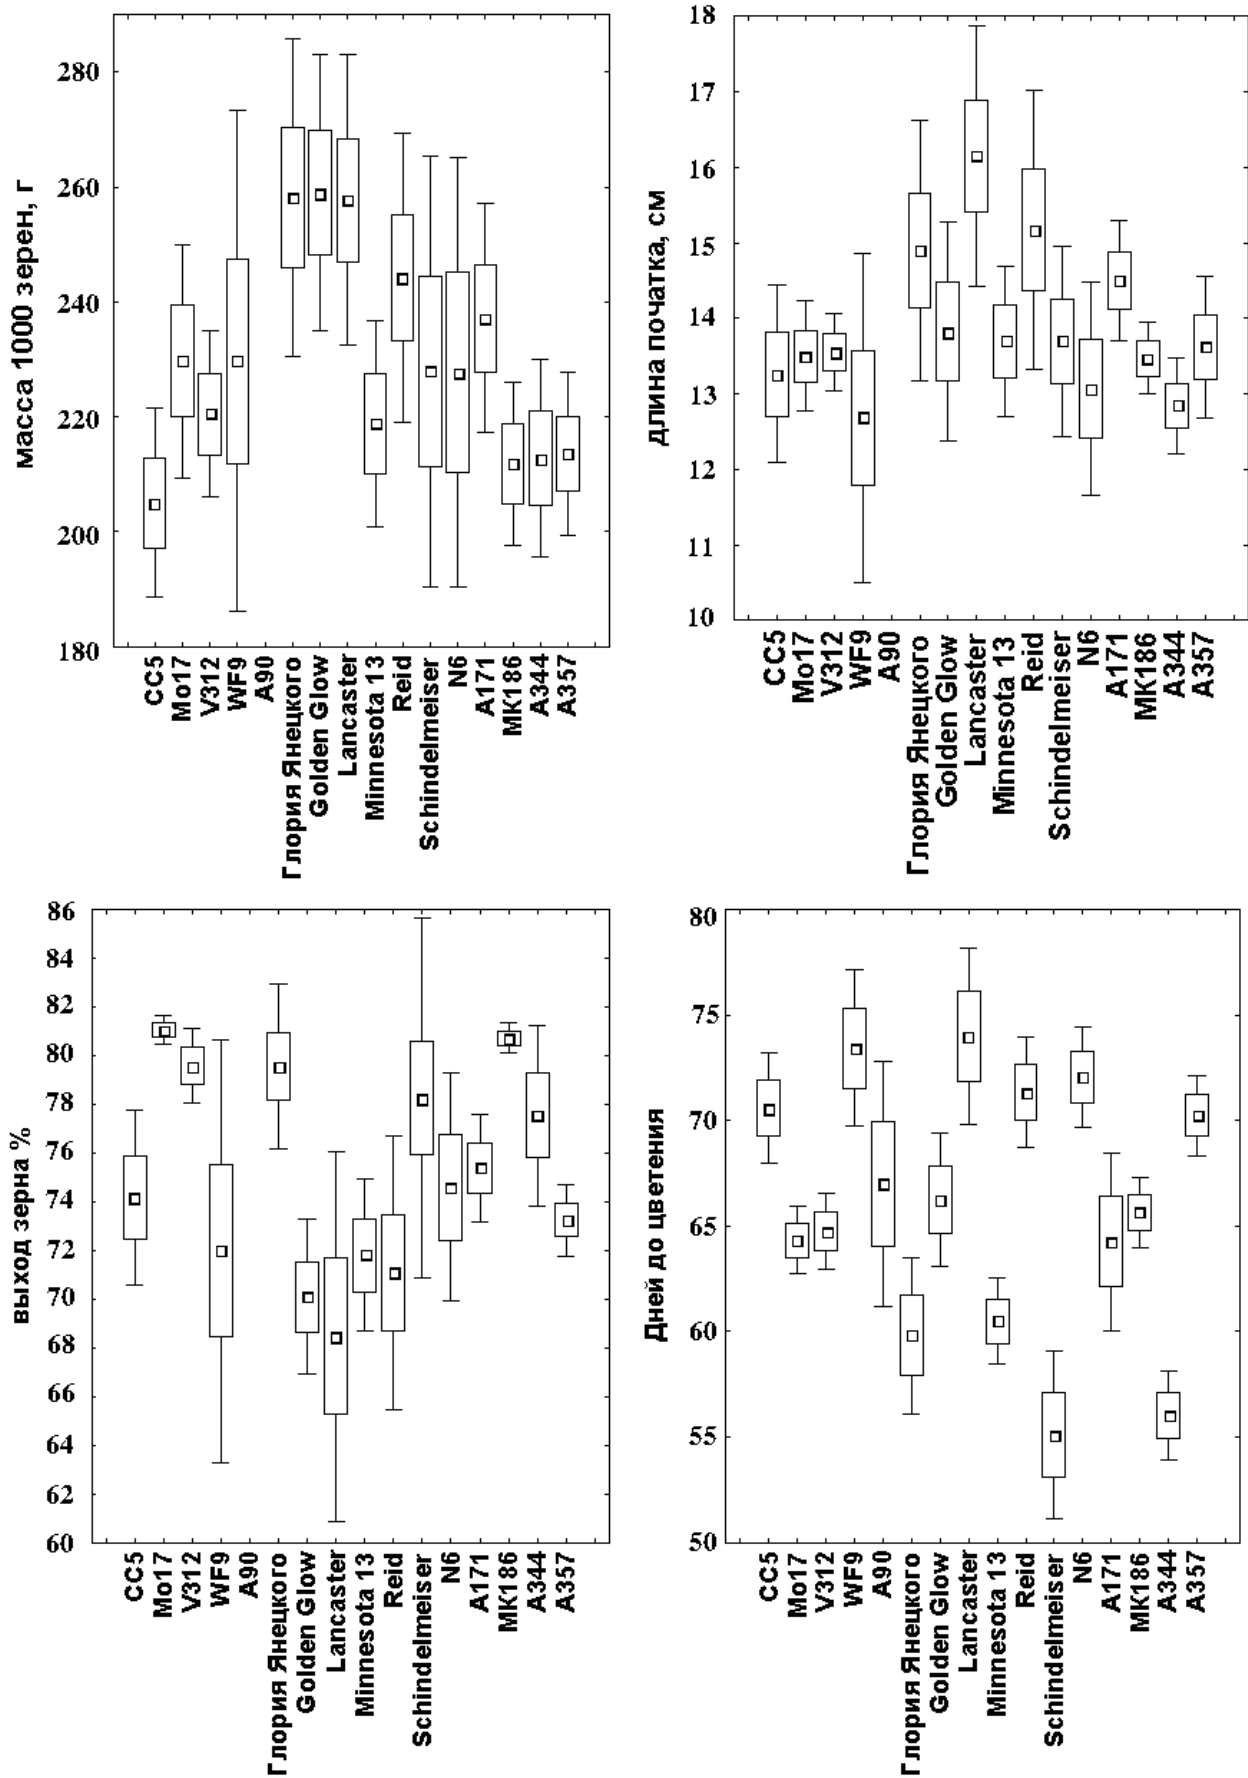 масса 1000 зерен, г
280
260
240
220
200
180
CC5
Mo17
V312
WF9
A90
Глория Янецкого
Golden Glow
Lancaster
Minnesota 13
Reid
Schindelmeiser
N6
A171
MK186
A344
A357
длина початка, см
18
17
16
15
14
13
12
11
10
CC5
Mo17
V312
WF9
A90
Глория Янецкого
Golden Glow
Lancaster
Minnesota 13
Reid
Schindelmeiser
N6
A171
MK186
A344
A357
выход зерна %
86
84
82
80
78
76
74
72
70
68
66
64
62
60
CC5
Mo17
V312
WF9
A90
Глория Янецкого
Golden Glow
Lancaster
Minnesota 13
Reid
Schindelmeiser
N6
A171
MK186
A344
A357
Дней до цветения
80
75
70
65
60
55
50
CC5
Mo17
V312
WF9
A90
Глория Янецкого
Golden Glow
Lancaster
Minnesota 13
Reid
Schindelmeiser
N6
A171
MK186
A344
A357